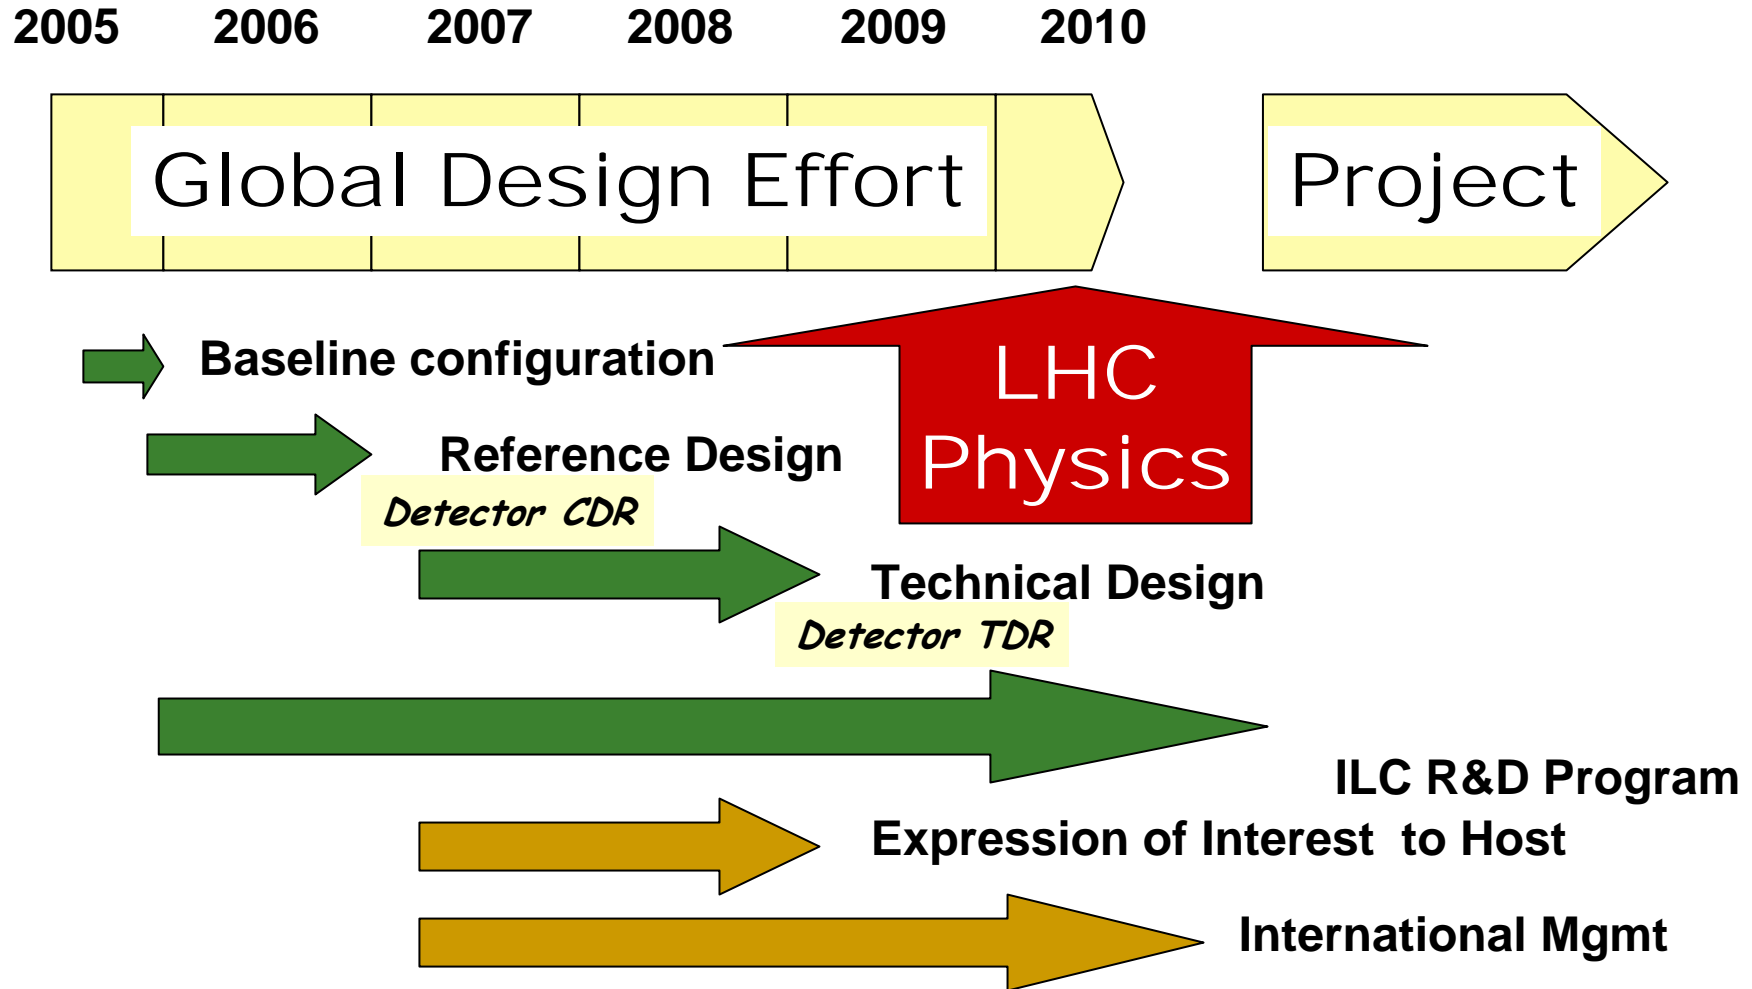 2005 2006 2007 2008 2009 2010
Global Design Effort
Project
Baseline configuration
LHC
Physics
Reference Design
Detector CDR
Technical Design
Detector TDR
ILC R&D Program
Expression of Interest to Host
International Mgmt